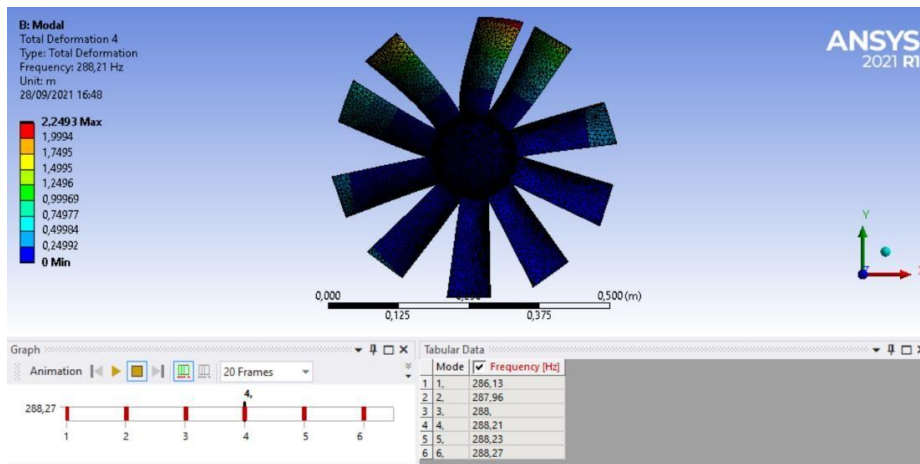 B: Modal
Total Deformation 4
Type: Total Deformation
Frequency: 288,21 Hz
Unit: m
28/09/2021 16:48
2,2493 Max
1,9994
1,7495
1,4995
1,2496
0,99969
0,74977
0,49984
0,24992
0 Min
ANSYS
2021 R1
Y
0,000
0,500 (m)
0,125
0,375
Graph
Animation
20 Frames
4,
288,27
1 2 3 4 5 6
Tabular Data
Mode Frequency [Hz]
1 1, 286,13
2 2, 287,96
3 3, 288,
4 4, 288,21
5 5, 288,23
6 6, 288,27